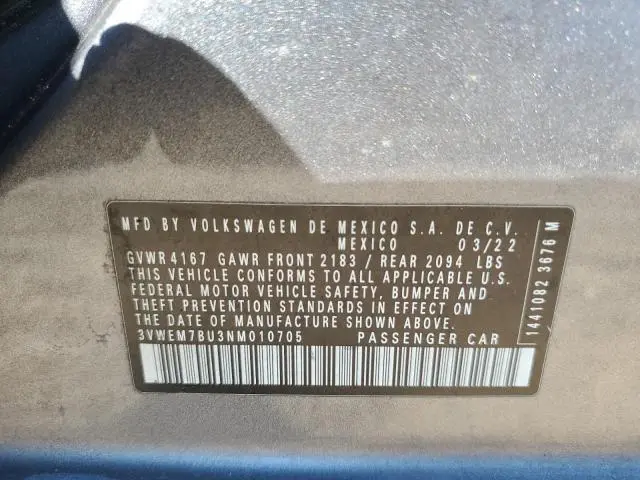 MFD BY VOLKSWAGEN DE MEXICO S.A. DE C.V.
MEXICO 03/22
GVWR 4167 GAWR FRONT 2183 / REAR 2094 LBS
THIS VEHICLE CONFORMS TO ALL APPLICABLE U.S.
FEDERAL MOTOR VEHICLE SAFETY, BUMPER AND
THEFT PREVENTION STANDARDS IN EFFECT ON
THE DATE OF MANUFACTURE SHOWN ABOVE.
3VWEM7BU3NM010705 PASSENGER CAR
1441082 3676 M